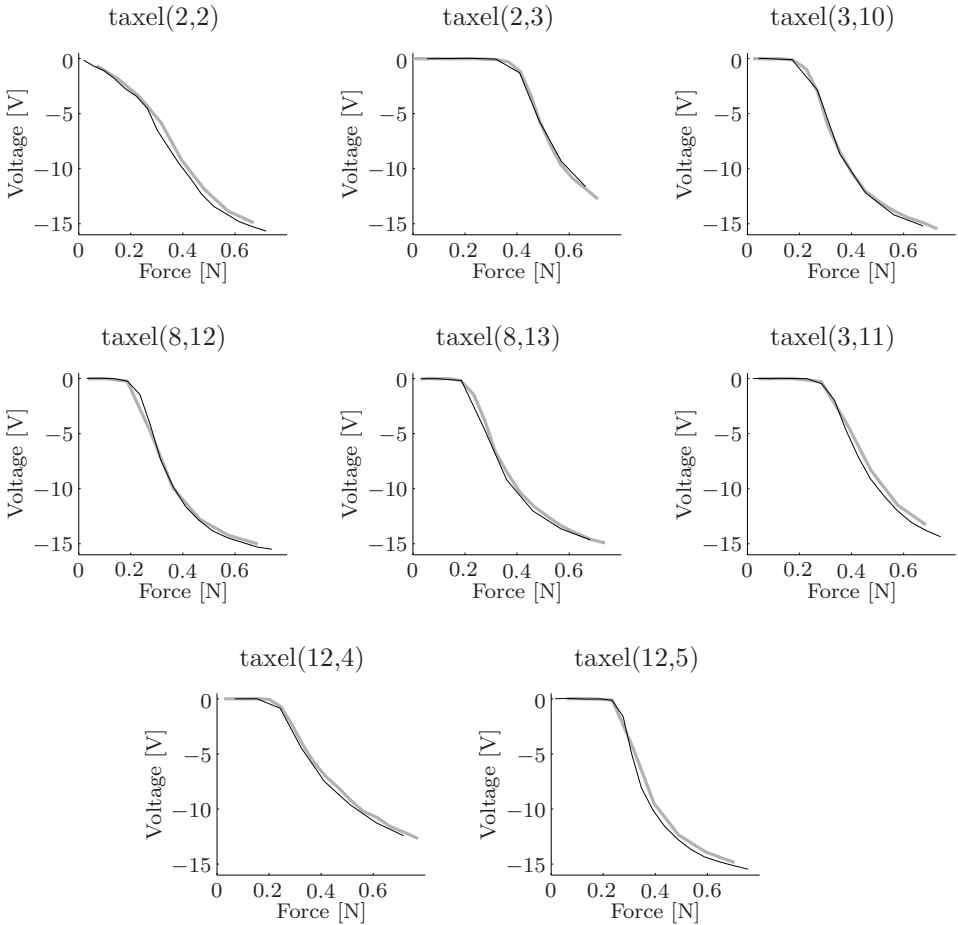 taxel(2,2)
taxel(2,3)
taxel(3,10)
0
−5
−10
−15
Voltage [V]
0 0.2 0.4 0.6
Force [N]
0
−5
−10
−15
Voltage [V]
0 0.2 0.4 0.6
Force [N]
0
−5
−10
−15
Voltage [V]
0 0.2 0.4 0.6
Force [N]
taxel(8,12)
taxel(8,13)
taxel(3,11)
0
−5
−10
−15
Voltage [V]
0 0.2 0.4 0.6
Force [N]
0
−5
−10
−15
Voltage [V]
0 0.2 0.4 0.6
Force [N]
0
−5
−10
−15
Voltage [V]
0 0.2 0.4 0.6
Force [N]
taxel(12,4)
taxel(12,5)
0
−5
−10
−15
Voltage [V]
0 0.2 0.4 0.6
Force [N]
0
−5
−10
−15
Voltage [V]
0 0.2 0.4 0.6
Force [N]